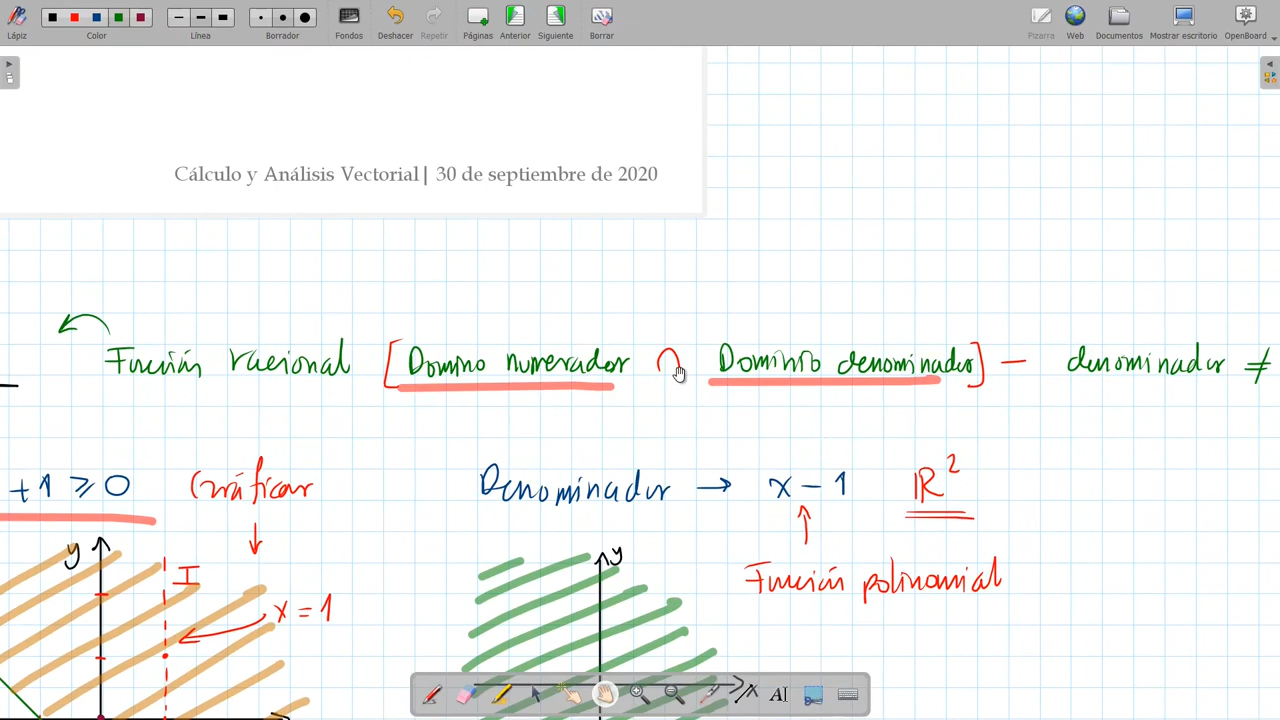 Lápiz Color Línea Borrador Fondos Deshacer Repetir Páginas Anterior Siguiente Borrar Pizarra Web Documentos Mostrar escritorio OpenBoard
Cálculo y Análisis Vectorial| 30 de septiembre de 2020
Función racional [Domino numerador ∩ Dominio denominador] − denominador ≠
+1 ≥ 0 Gráficar Denominador → x − 1 ℝ²
y I y Función polinomial
x = 1
x
AI